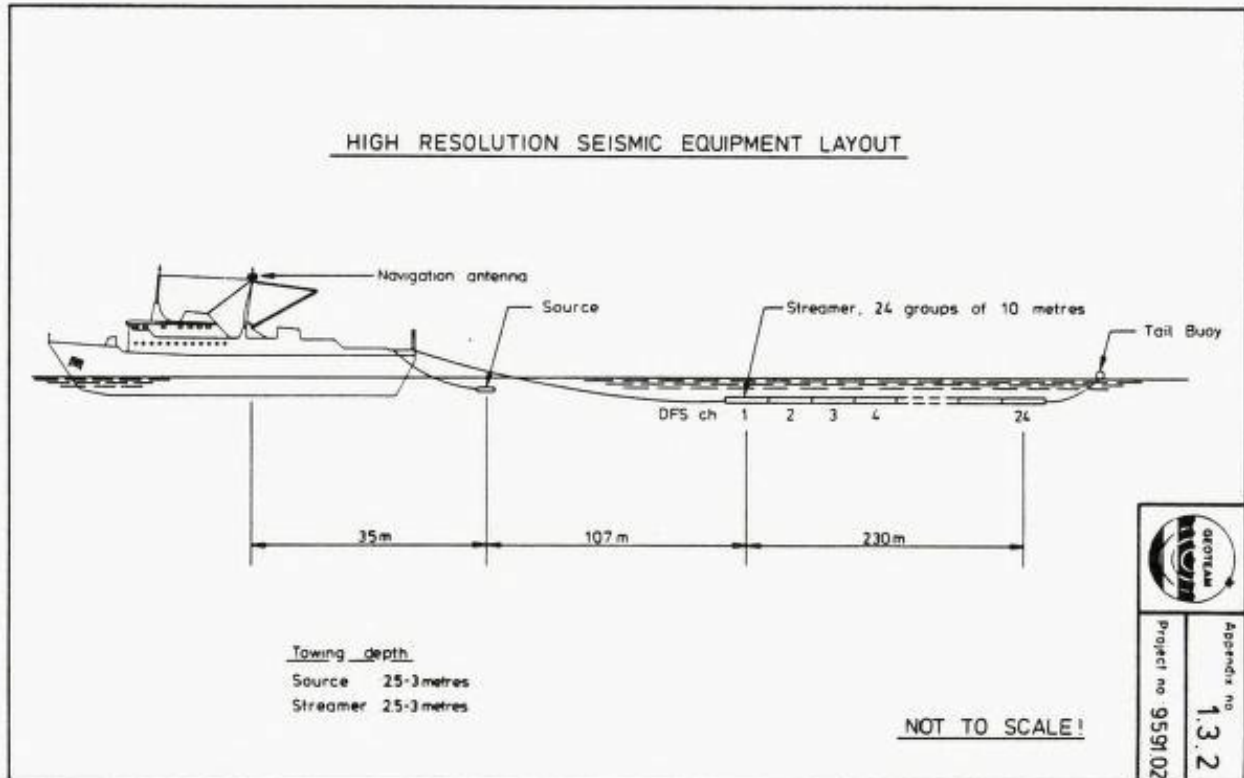 HIGH RESOLUTION SEISMIC EQUIPMENT LAYOUT
Navigation antenna
Source
Streamer, 24 groups of 10 metres
Tail Buoy
DFS ch 1 2 3 4 24
35m 107m 230m
Towing depth
Source 2.5-3 metres
Streamer 2.5-3 metres
NOT TO SCALE!
GEOTEAM
Appendix no 1.3.2
Project no 9591.02